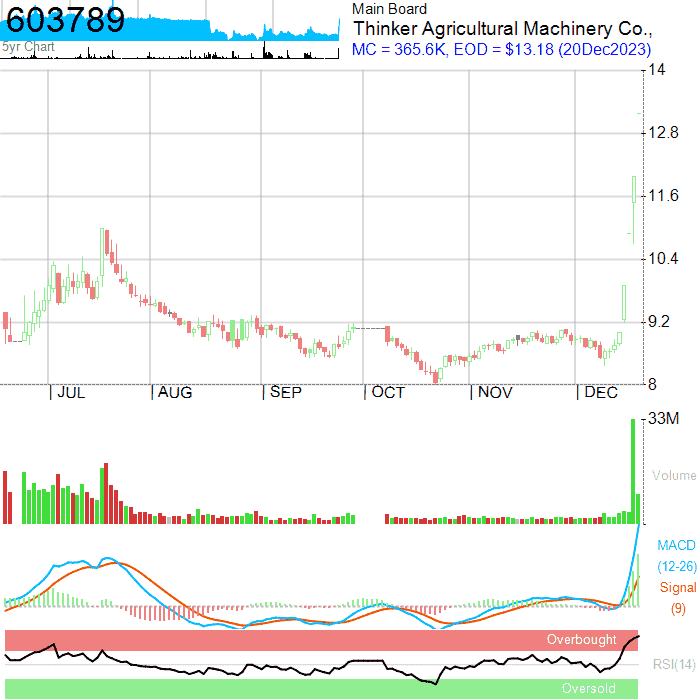 603789
5yr Chart
Main Board
Thinker Agricultural Machinery Co.,
MC = 365.6K, EOD = $13.18 (20Dec2023)
14
12.8
11.6
10.4
9.2
8
JUL
AUG
SEP
OCT
NOV
DEC
33M
Volume
MACD
(12-26)
Signal
(9)
Overbought
RSI(14)
Oversold